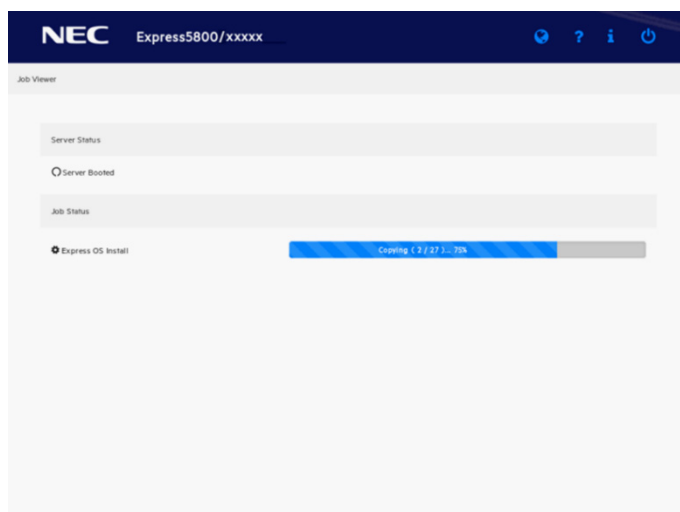 NEC Express5800/xxxxx
Job Viewer
Server Status
Server Booted
Job Status
Express OS Install Copying ( 2 / 27 )... 75%